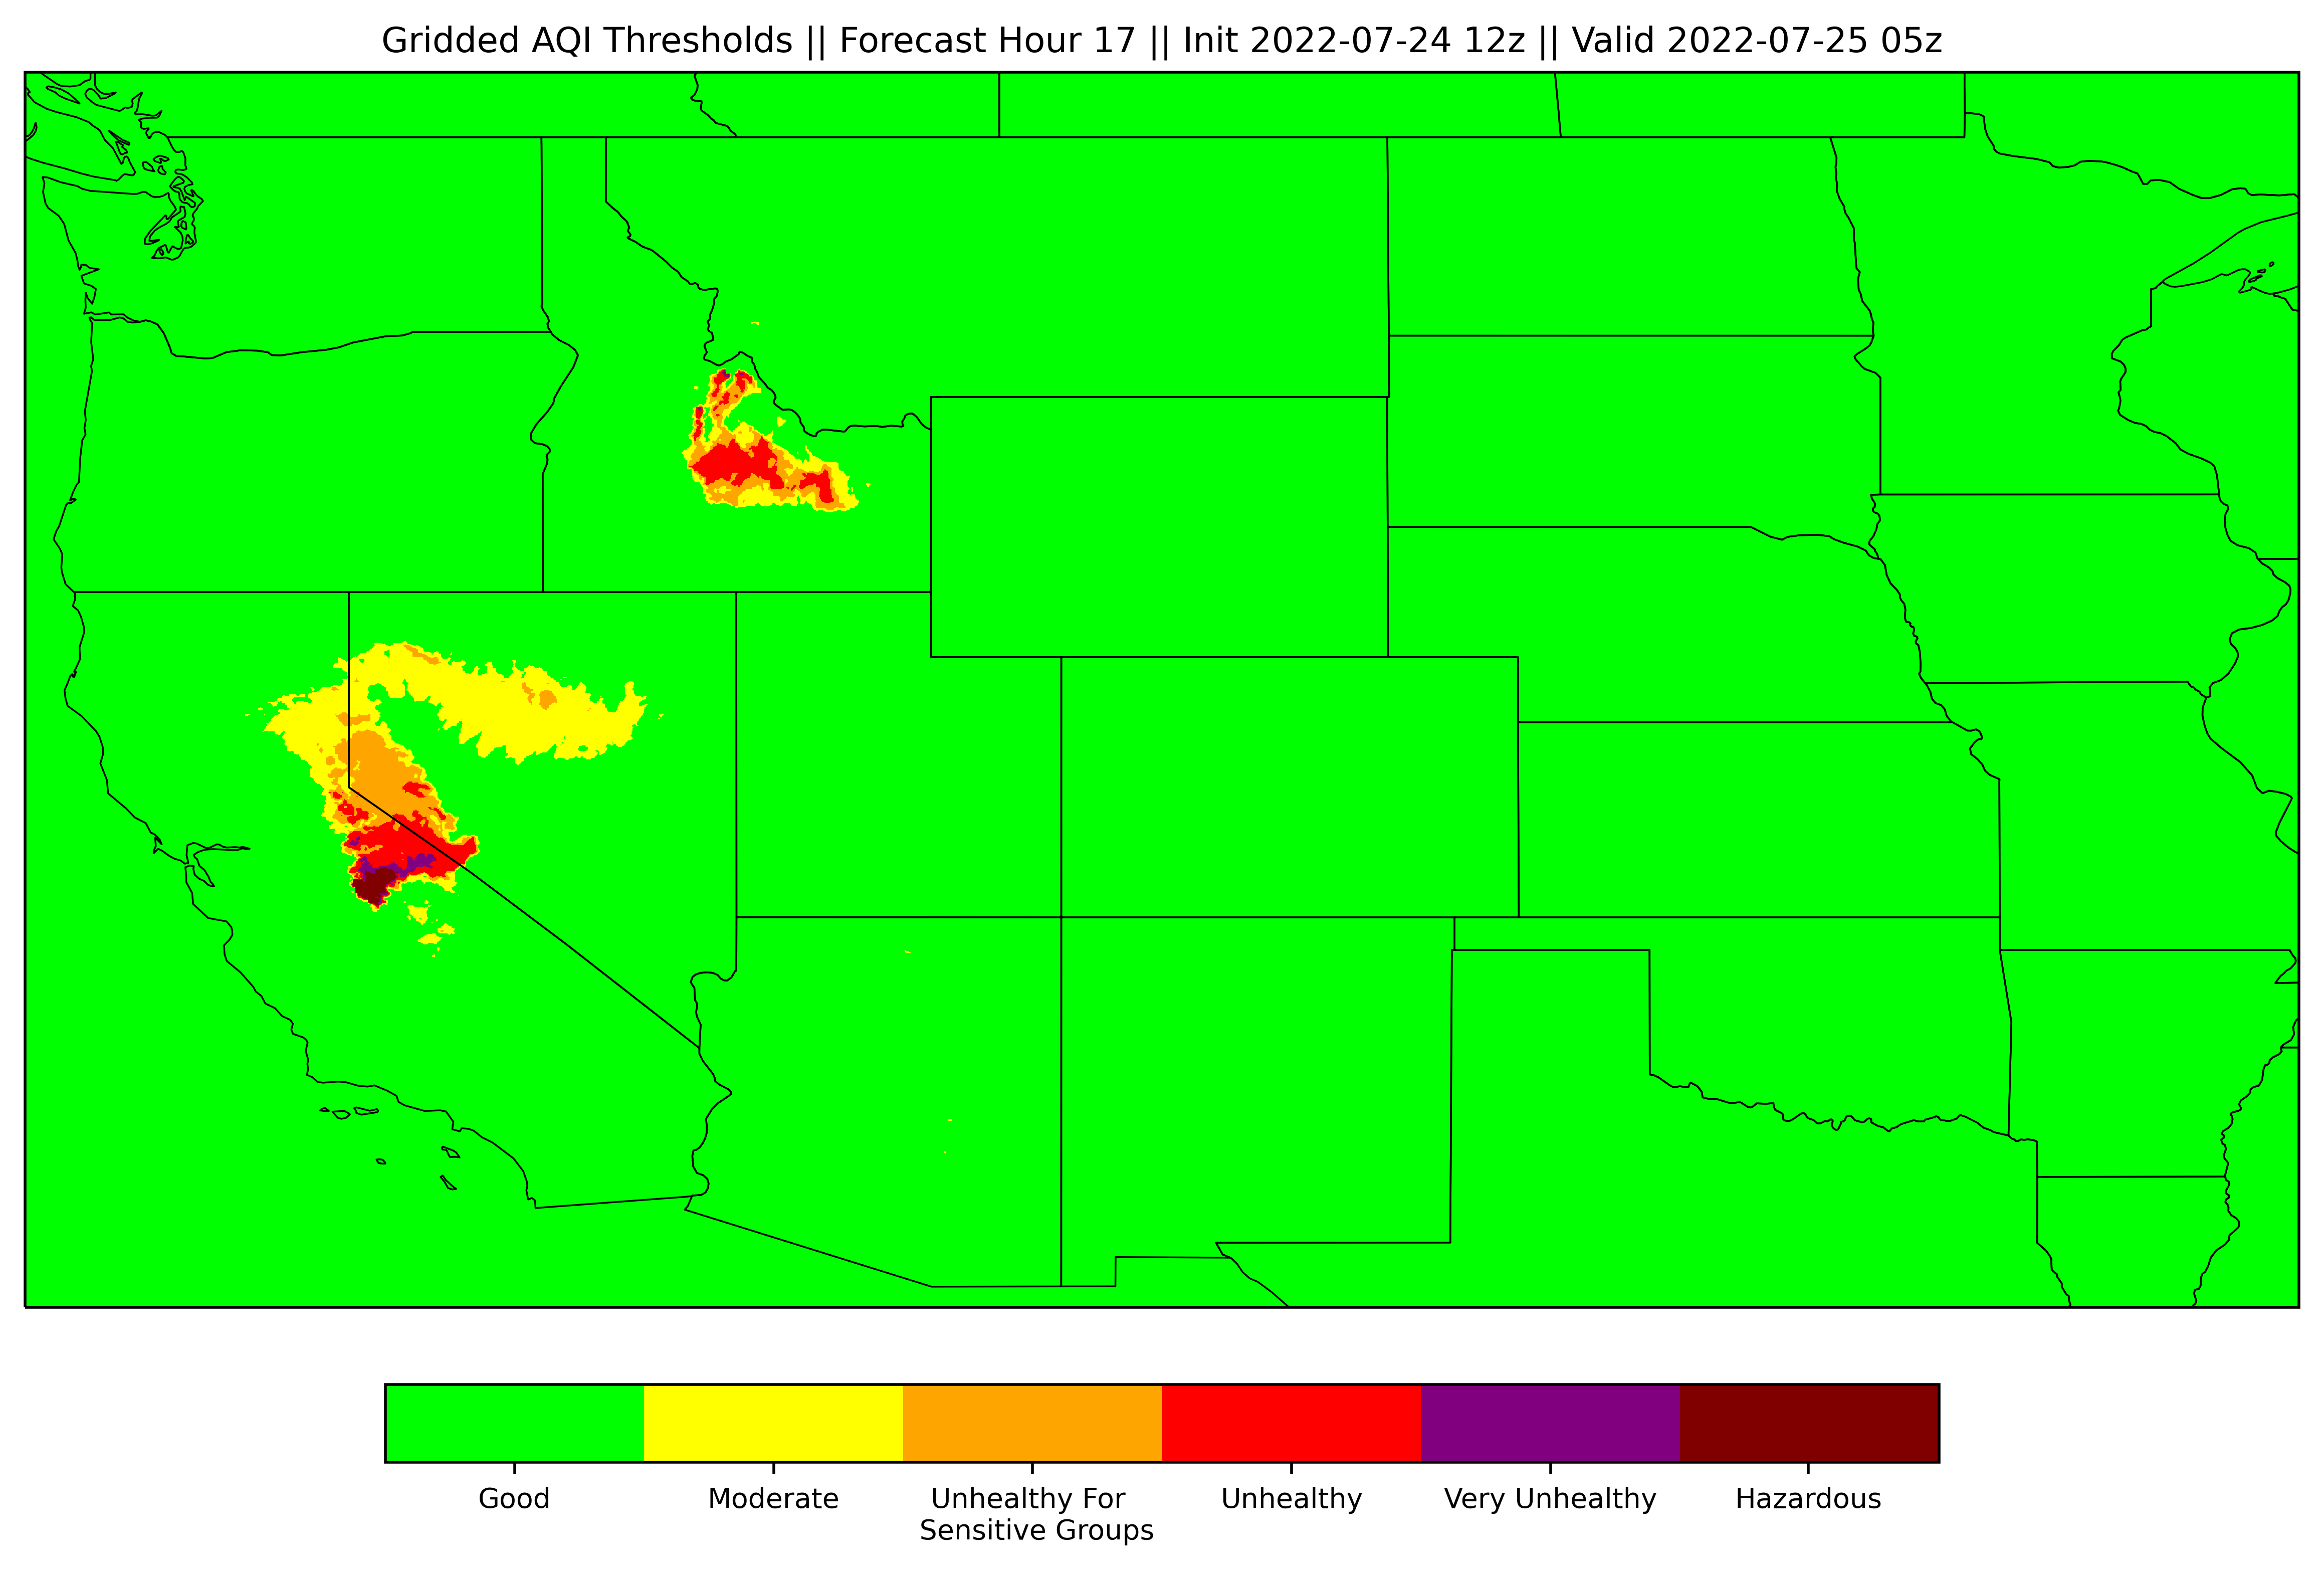 Gridded AQI Thresholds || Forecast Hour 17 || Init 2022-07-24 12z || Valid 2022-07-25 05z
Good
Moderate
Unhealthy For
Sensitive Groups
Unhealthy
Very Unhealthy
Hazardous